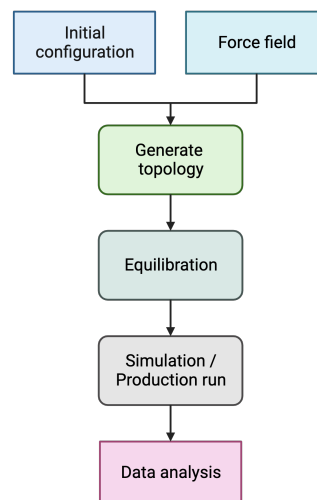 Initial
configuration
Force field
Generate
topology
Equilibration
Simulation /
Production run
Data analysis